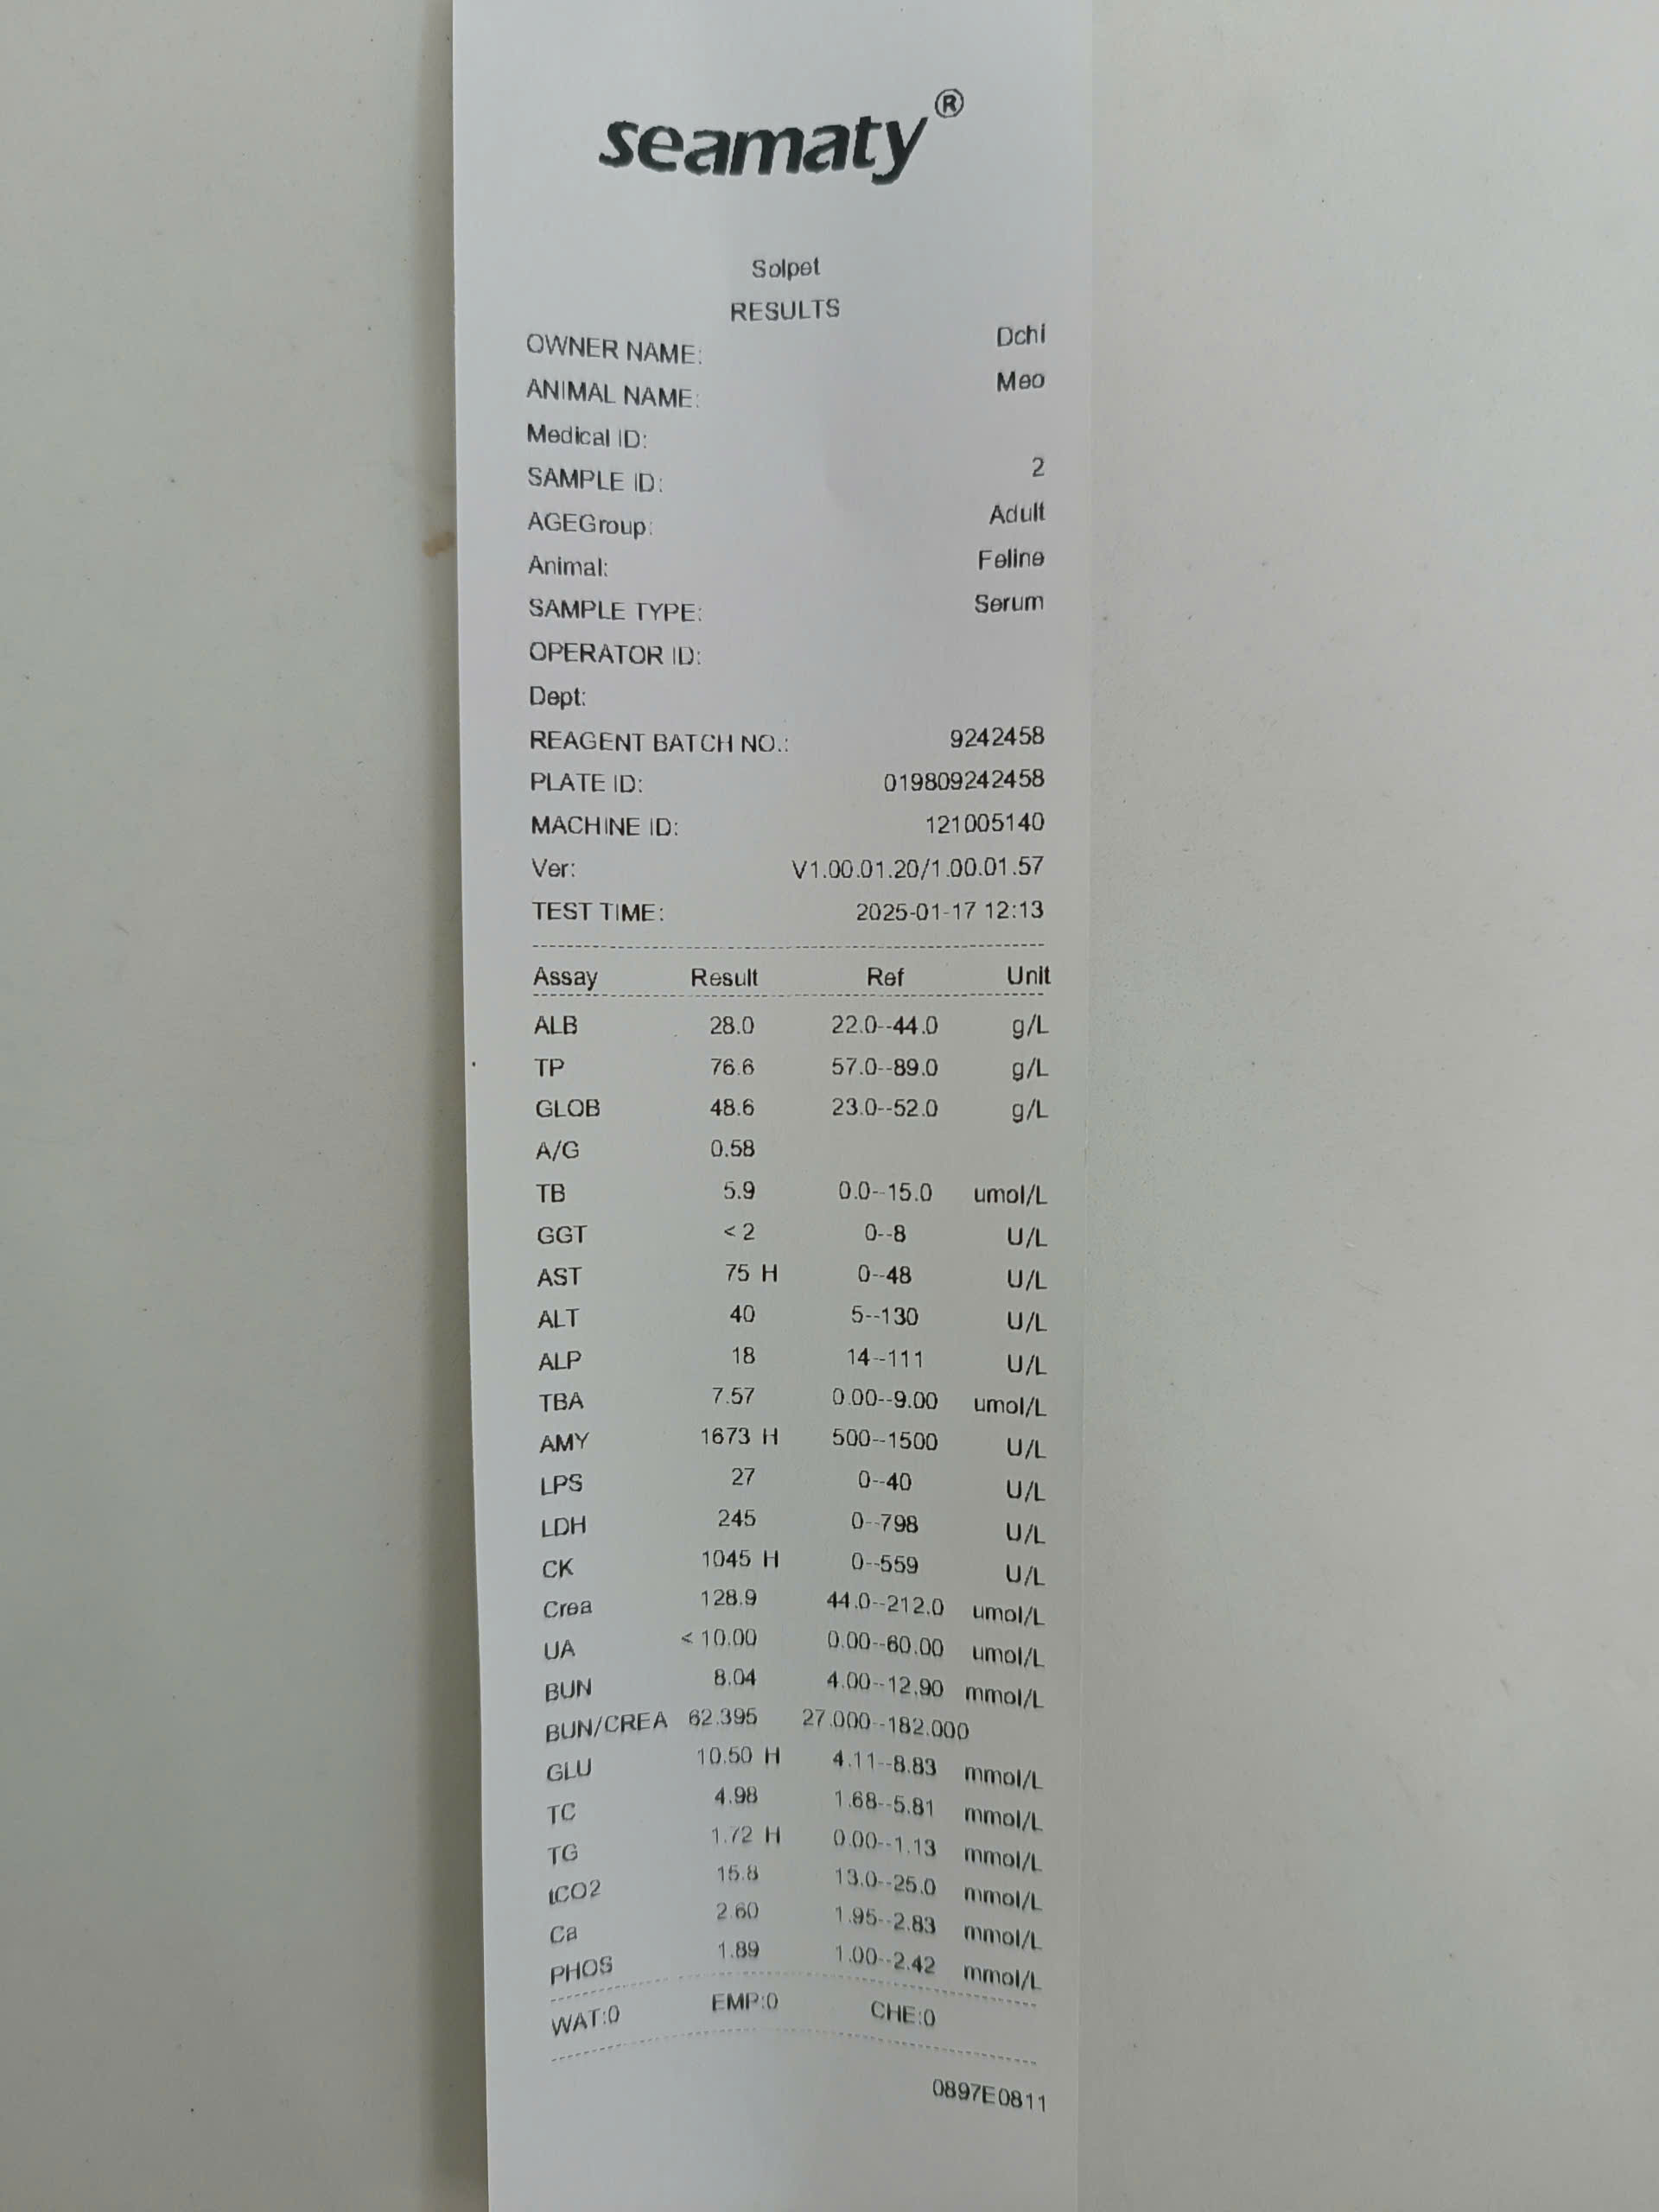 seamaty®
Solpet
RESULTS
OWNER NAME: Dchi
ANIMAL NAME: Meo
Medical ID:
SAMPLE ID: 2
AGEGroup: Adult
Animal: Feline
SAMPLE TYPE: Serum
OPERATOR ID:
Dept:
REAGENT BATCH NO.: 9242458
PLATE ID: 019809242458
MACHINE ID: 121005140
Ver: V1.00.01.20/1.00.01.57
TEST TIME: 2025-01-17 12:13
Assay Result Ref Unit
ALB 28.0 22.0--44.0 g/L
TP 76.6 57.0--89.0 g/L
GLOB 48.6 23.0--52.0 g/L
A/G 0.58
TB 5.9 0.0--15.0 umol/L
GGT < 2 0--8 U/L
AST 75 H 0--48 U/L
ALT 40 5--130 U/L
ALP 18 14--111 U/L
TBA 7.57 0.00--9.00 umol/L
AMY 1673 H 500--1500 U/L
LPS 27 0--40 U/L
LDH 245 0--798 U/L
CK 1045 H 0--559 U/L
Crea 128.9 44.0--212.0 umol/L
UA < 10.00 0.00--60.00 umol/L
BUN 8.04 4.00--12.90 mmol/L
BUN/CREA 62.395 27.000--182.000
GLU 10.50 H 4.11--8.83 mmol/L
TC 4.98 1.68--5.81 mmol/L
TG 1.72 H 0.00--1.13 mmol/L
tCO2 15.8 13.0--25.0 mmol/L
Ca 2.60 1.95--2.83 mmol/L
PHOS 1.89 1.00--2.42 mmol/L
WAT:0 EMP:0 CHE:0
0897E0811